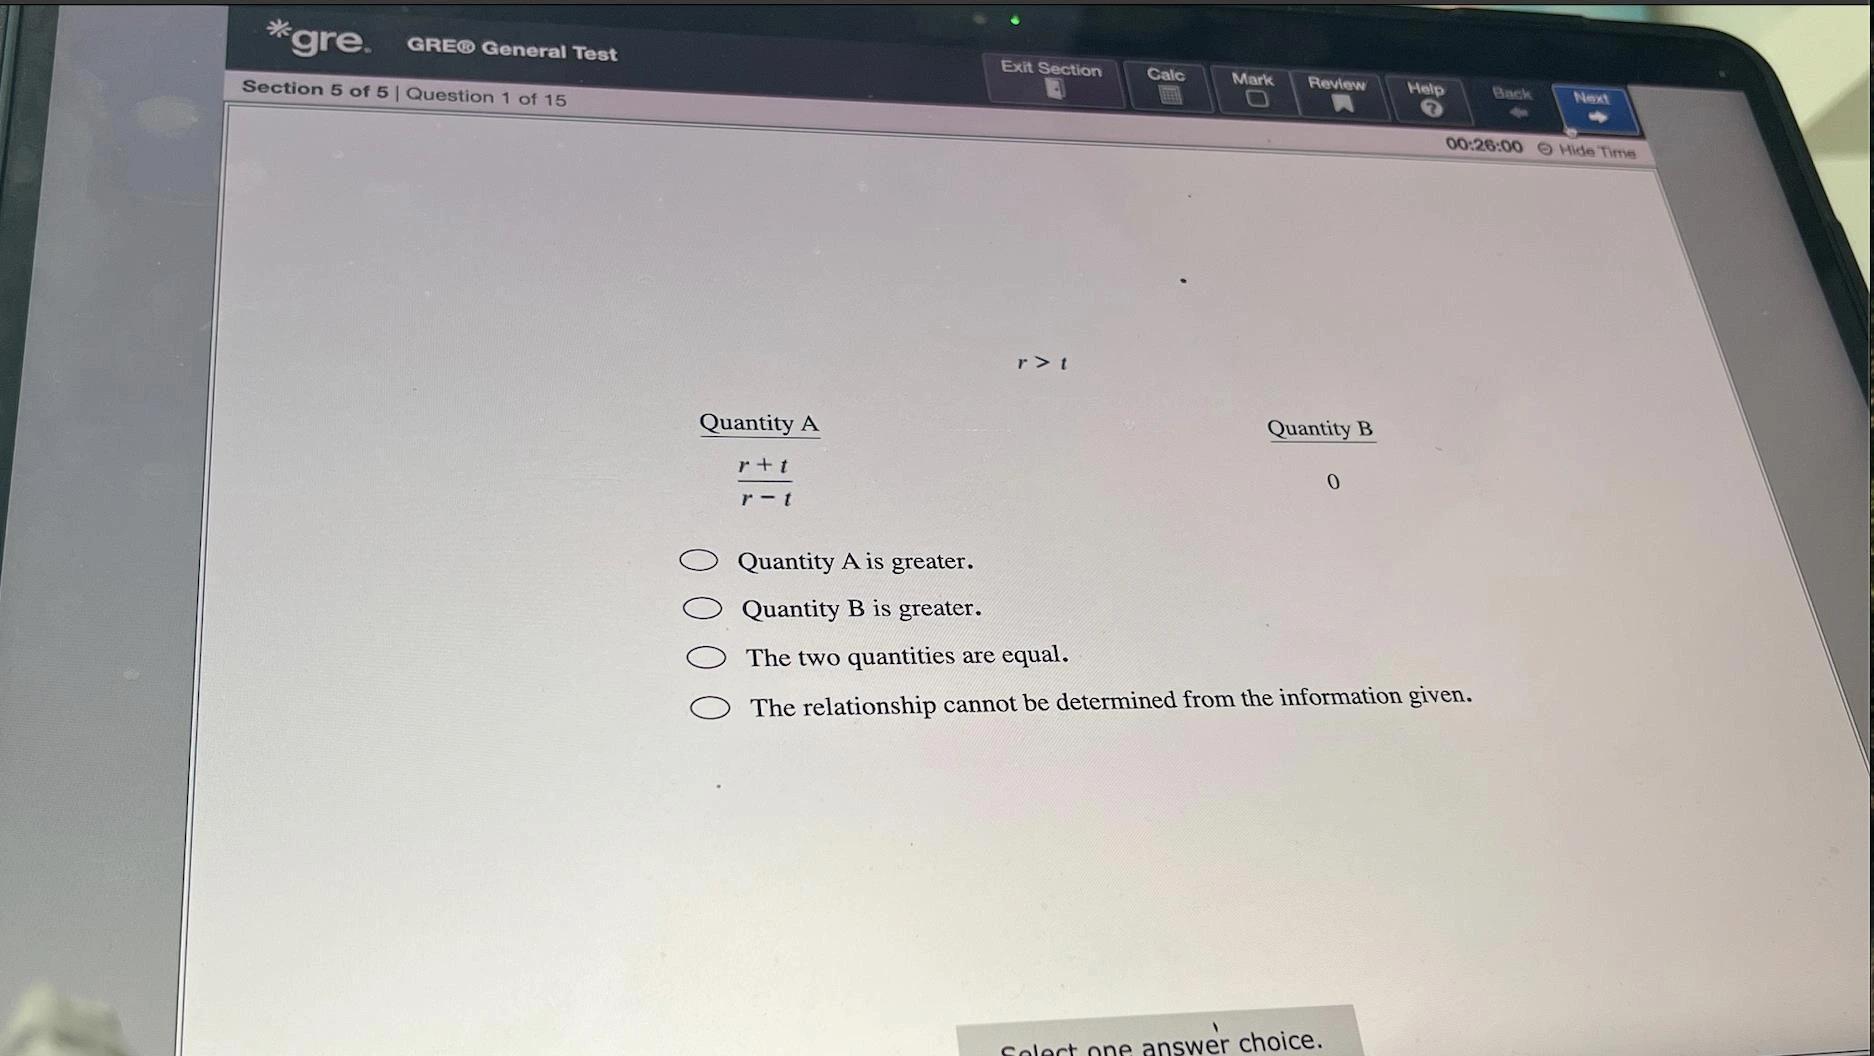 *gre. GRE® General Test
Exit Section Calc Mark Review Help Back Next
Section 5 of 5 | Question 1 of 15
00:26:00 Hide Time
r > t
Quantity A Quantity B
r + t
0
r − t
Quantity A is greater.
Quantity B is greater.
The two quantities are equal.
The relationship cannot be determined from the information given.
Select one answer choice.